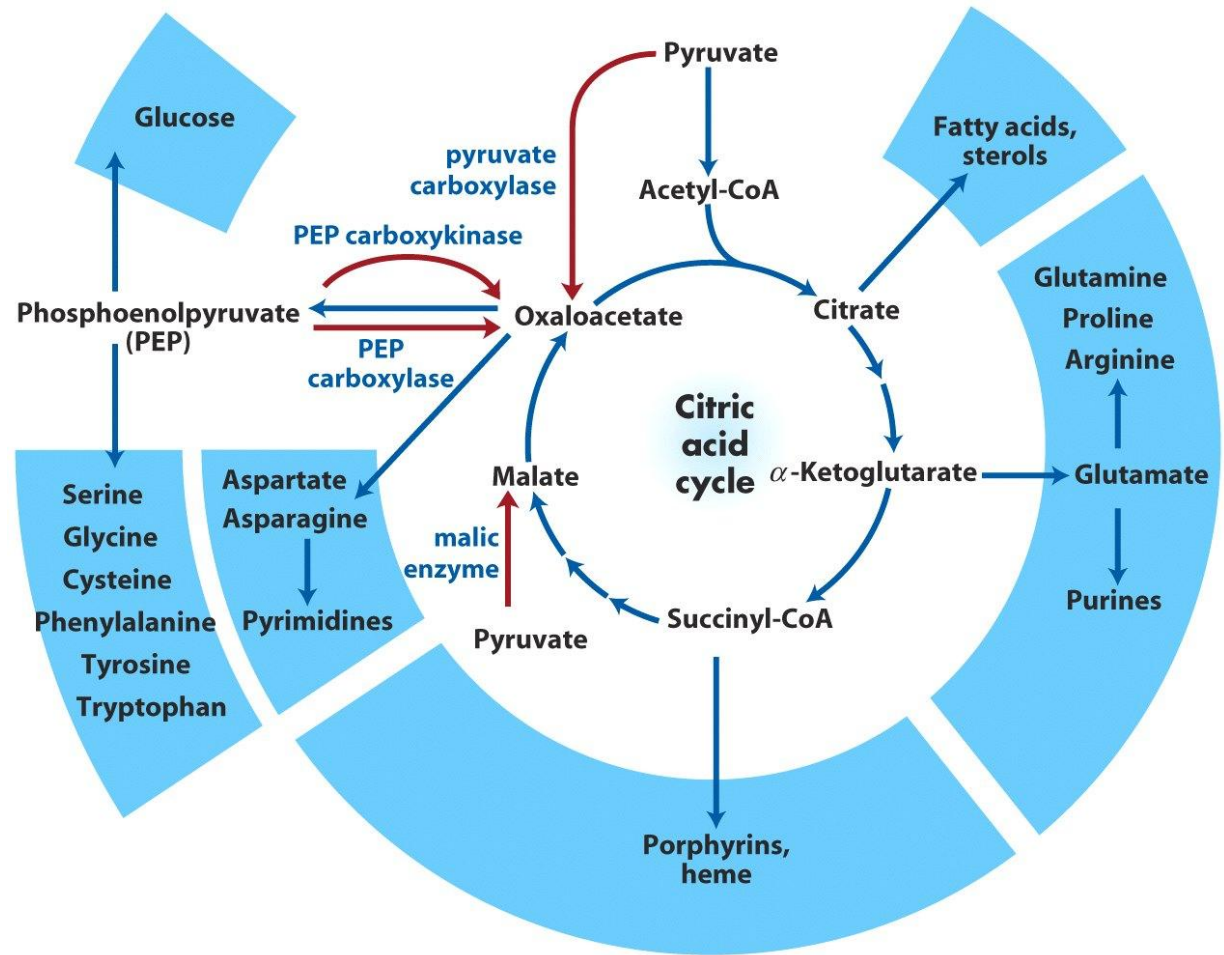 Pyruvate
Glucose
Fatty acids,
sterols
pyruvate
carboxylase
Acetyl-CoA
PEP carboxykinase
Glutamine
Proline
Arginine
Phosphoenolpyruvate
(PEP)
Oxaloacetate
Citrate
PEP
carboxylase
Citric
acid
cycle
Malate
α-Ketoglutarate
Glutamate
Aspartate
Asparagine
Serine
Glycine
Cysteine
Phenylalanine
Tyrosine
Tryptophan
malic
enzyme
Pyrimidines
Pyruvate
Succinyl-CoA
Purines
Porphyrins,
heme